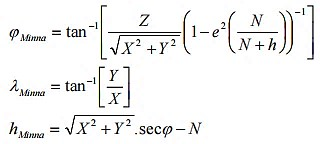 φ_Minna = tan⁻¹[ Z / √(X² + Y²) (1 − e² (N / (N + h)))⁻¹ ]
λ_Minna = tan⁻¹[ Y / X ]
h_Minna = √(X² + Y²) .secφ − N